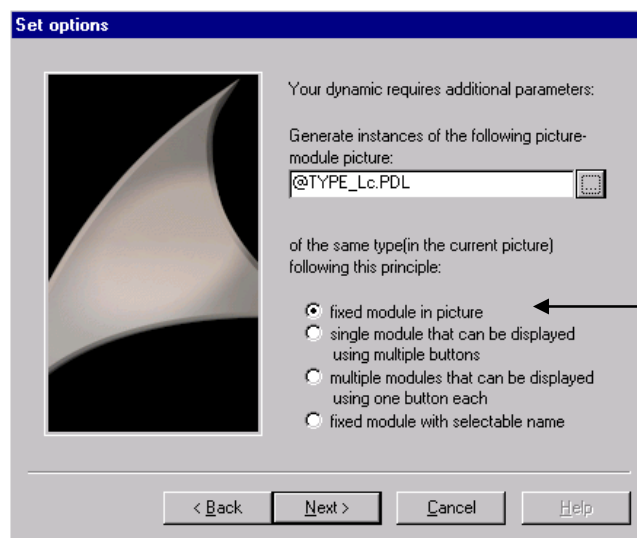 Set options
Your dynamic requires additional parameters:
Generate instances of the following picture-
module picture:
@TYPE_Lc.PDL
...
of the same type(in the current picture)
following this principle:
fixed module in picture
single module that can be displayed
using multiple buttons
multiple modules that can be displayed
using one button each
fixed module with selectable name
< Back
Next >
Cancel
Help